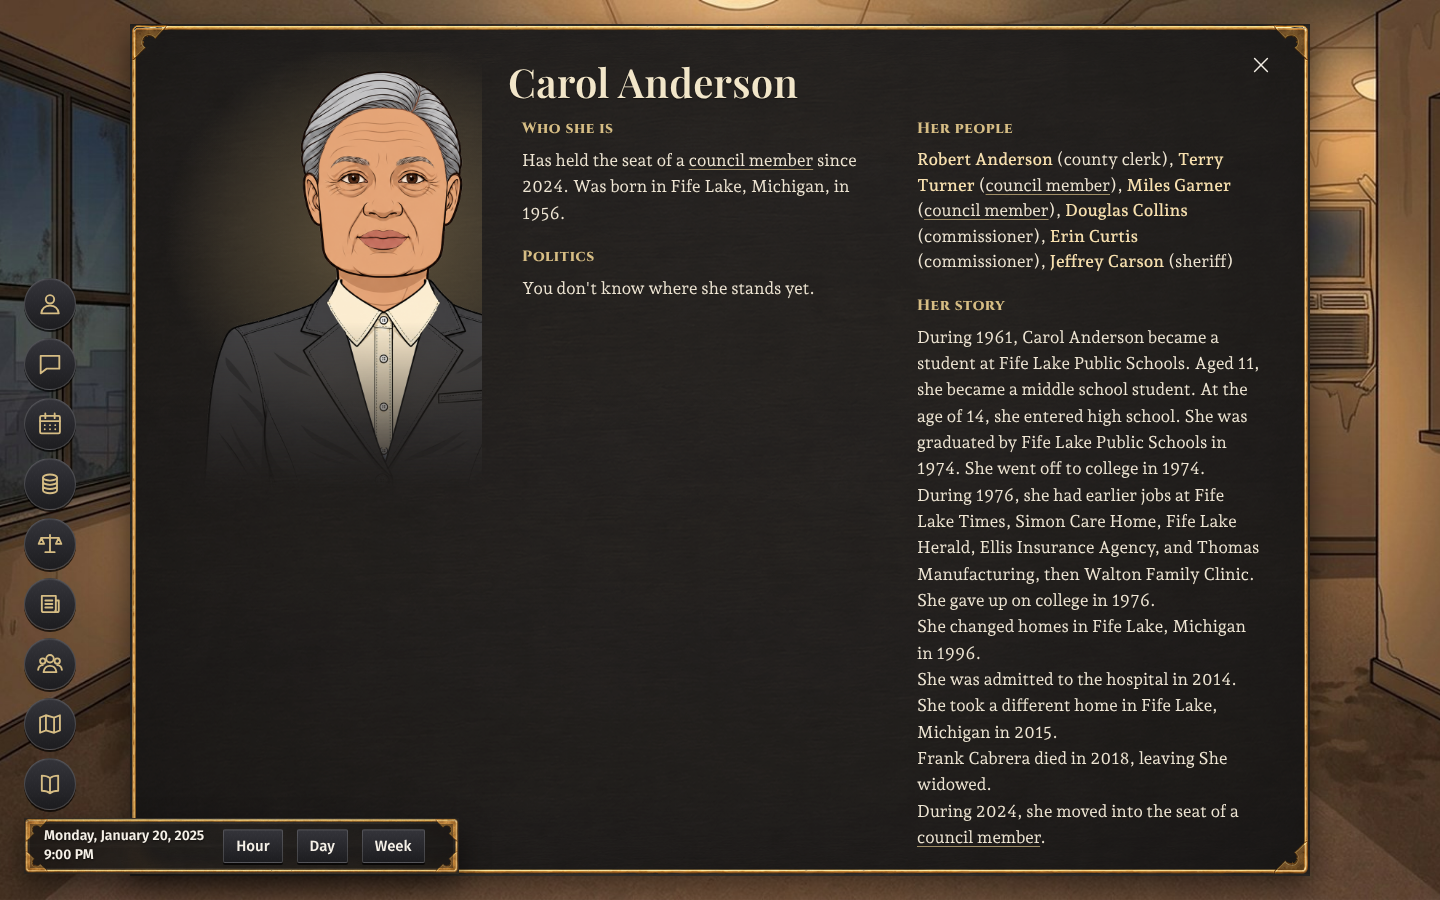 Carol Anderson
Who she is
Has held the seat of a council member since
2024. Was born in Fife Lake, Michigan, in
1956.
Politics
You don't know where she stands yet.
Her people
Robert Anderson (county clerk), Terry
Turner (council member), Miles Garner
(council member), Douglas Collins
(commissioner), Erin Curtis
(commissioner), Jeffrey Carson (sheriff)
Her story
During 1961, Carol Anderson became a
student at Fife Lake Public Schools. Aged 11,
she became a middle school student. At the
age of 14, she entered high school. She was
graduated by Fife Lake Public Schools in
1974. She went off to college in 1974.
During 1976, she had earlier jobs at Fife
Lake Times, Simon Care Home, Fife Lake
Herald, Ellis Insurance Agency, and Thomas
Manufacturing, then Walton Family Clinic.
She gave up on college in 1976.
She changed homes in Fife Lake, Michigan
in 1996.
She was admitted to the hospital in 2014.
She took a different home in Fife Lake,
Michigan in 2015.
Frank Cabrera died in 2018, leaving She
widowed.
During 2024, she moved into the seat of a
council member.
Monday, January 20, 2025
9:00 PM
Hour
Day
Week